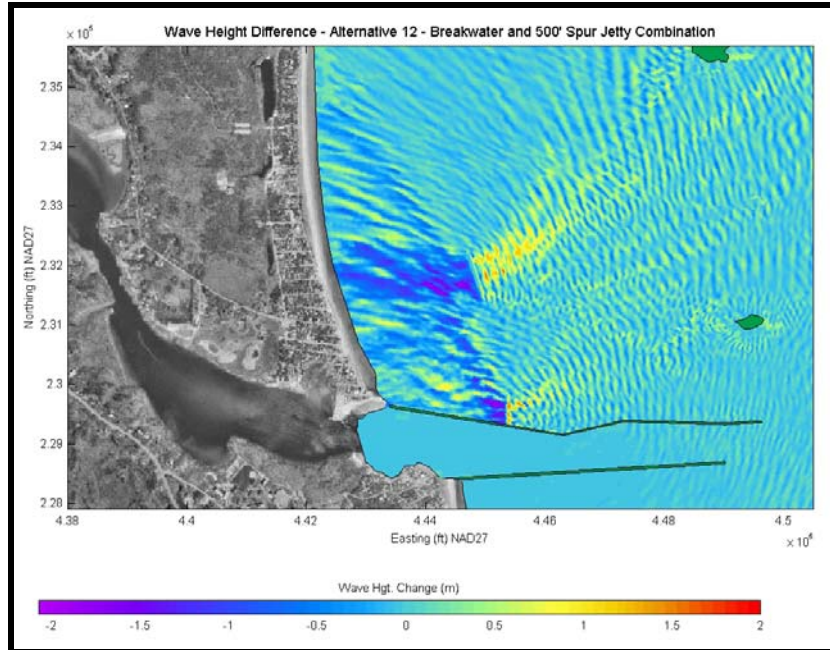 Wave Height Difference - Alternative 12 - Breakwater and 500' Spur Jetty Combination
2.35
2.34
2.33
2.32
2.31
2.3
2.29
2.28
Northing (ft) NAD27
4.38 4.4 4.42 4.44 4.46 4.48 4.5
Easting (ft) NAD27
Wave Hgt. Change (m)
-2 -1.5 -1 -0.5 0 0.5 1 1.5 2